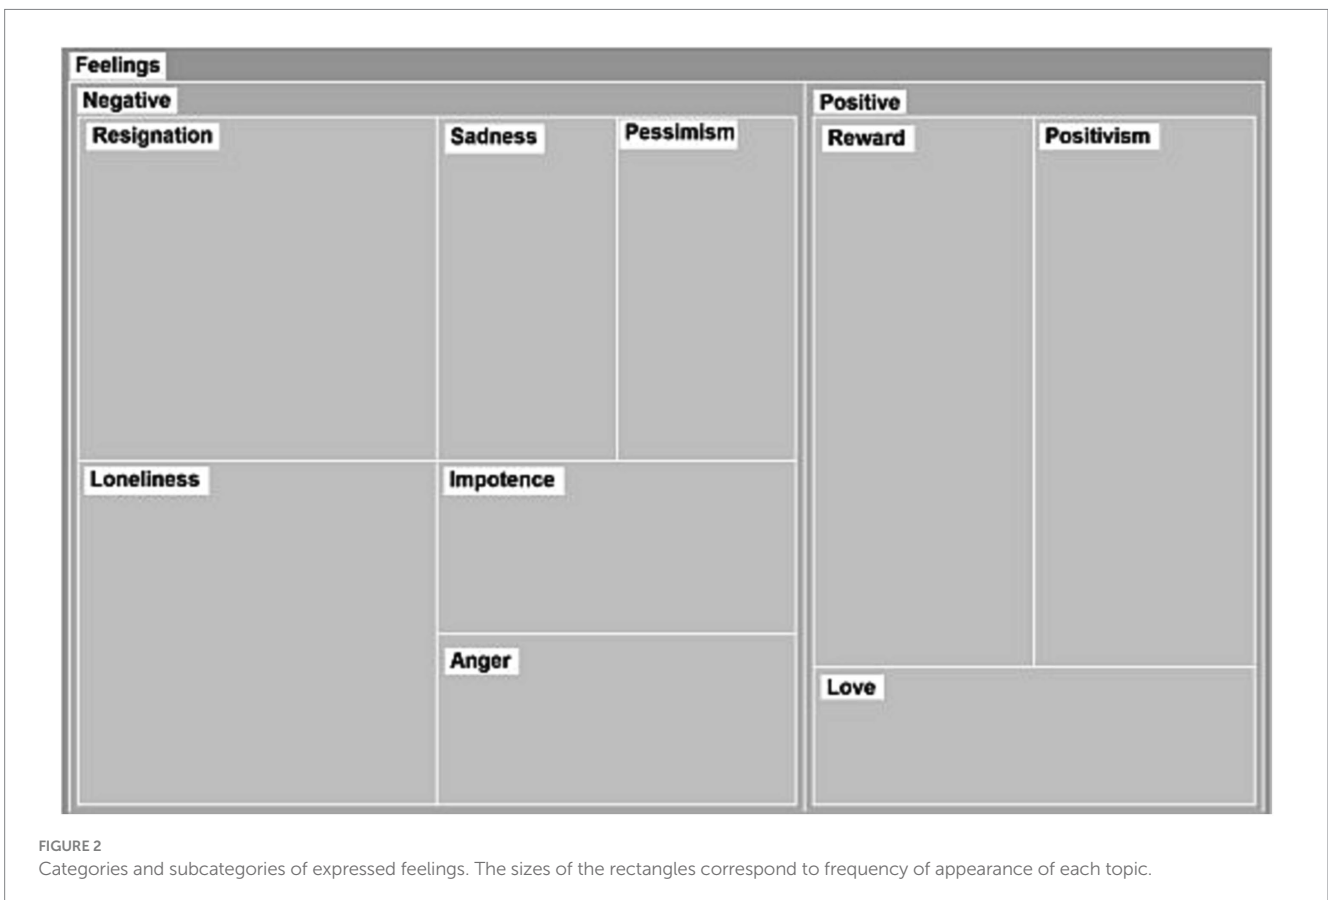 Feelings
Negative
Resignation
Sadness
Pessimism
Loneliness
Impotence
Anger
Positive
Reward
Positivism
Love
FIGURE 2
Categories and subcategories of expressed feelings. The sizes of the rectangles correspond to frequency of appearance of each topic.